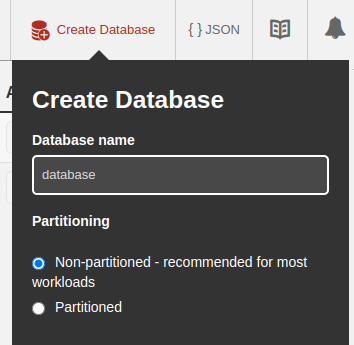 Create Database
{ } JSON
Create Database
Database name
database
Partitioning
Non-partitioned - recommended for most
workloads
Partitioned